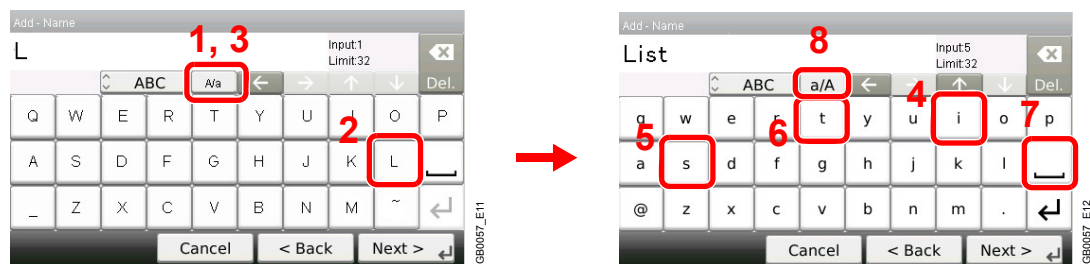 Add - Name
L
1, 3
Input:1
Limit:32
ABC
A/a
Del.
Q W E R T Y U I O P
2
A S D F G H J K L
_ Z X C V B N M ~
Cancel < Back Next >
GB0057_E11
Add - Name
List
8
Input:5
Limit:32
ABC
a/A
Del.
4
q w e r t y u i o p
5 6 7
a s d f g h j k l
@ z x c v b n m .
Cancel < Back Next >
GB0057_E12